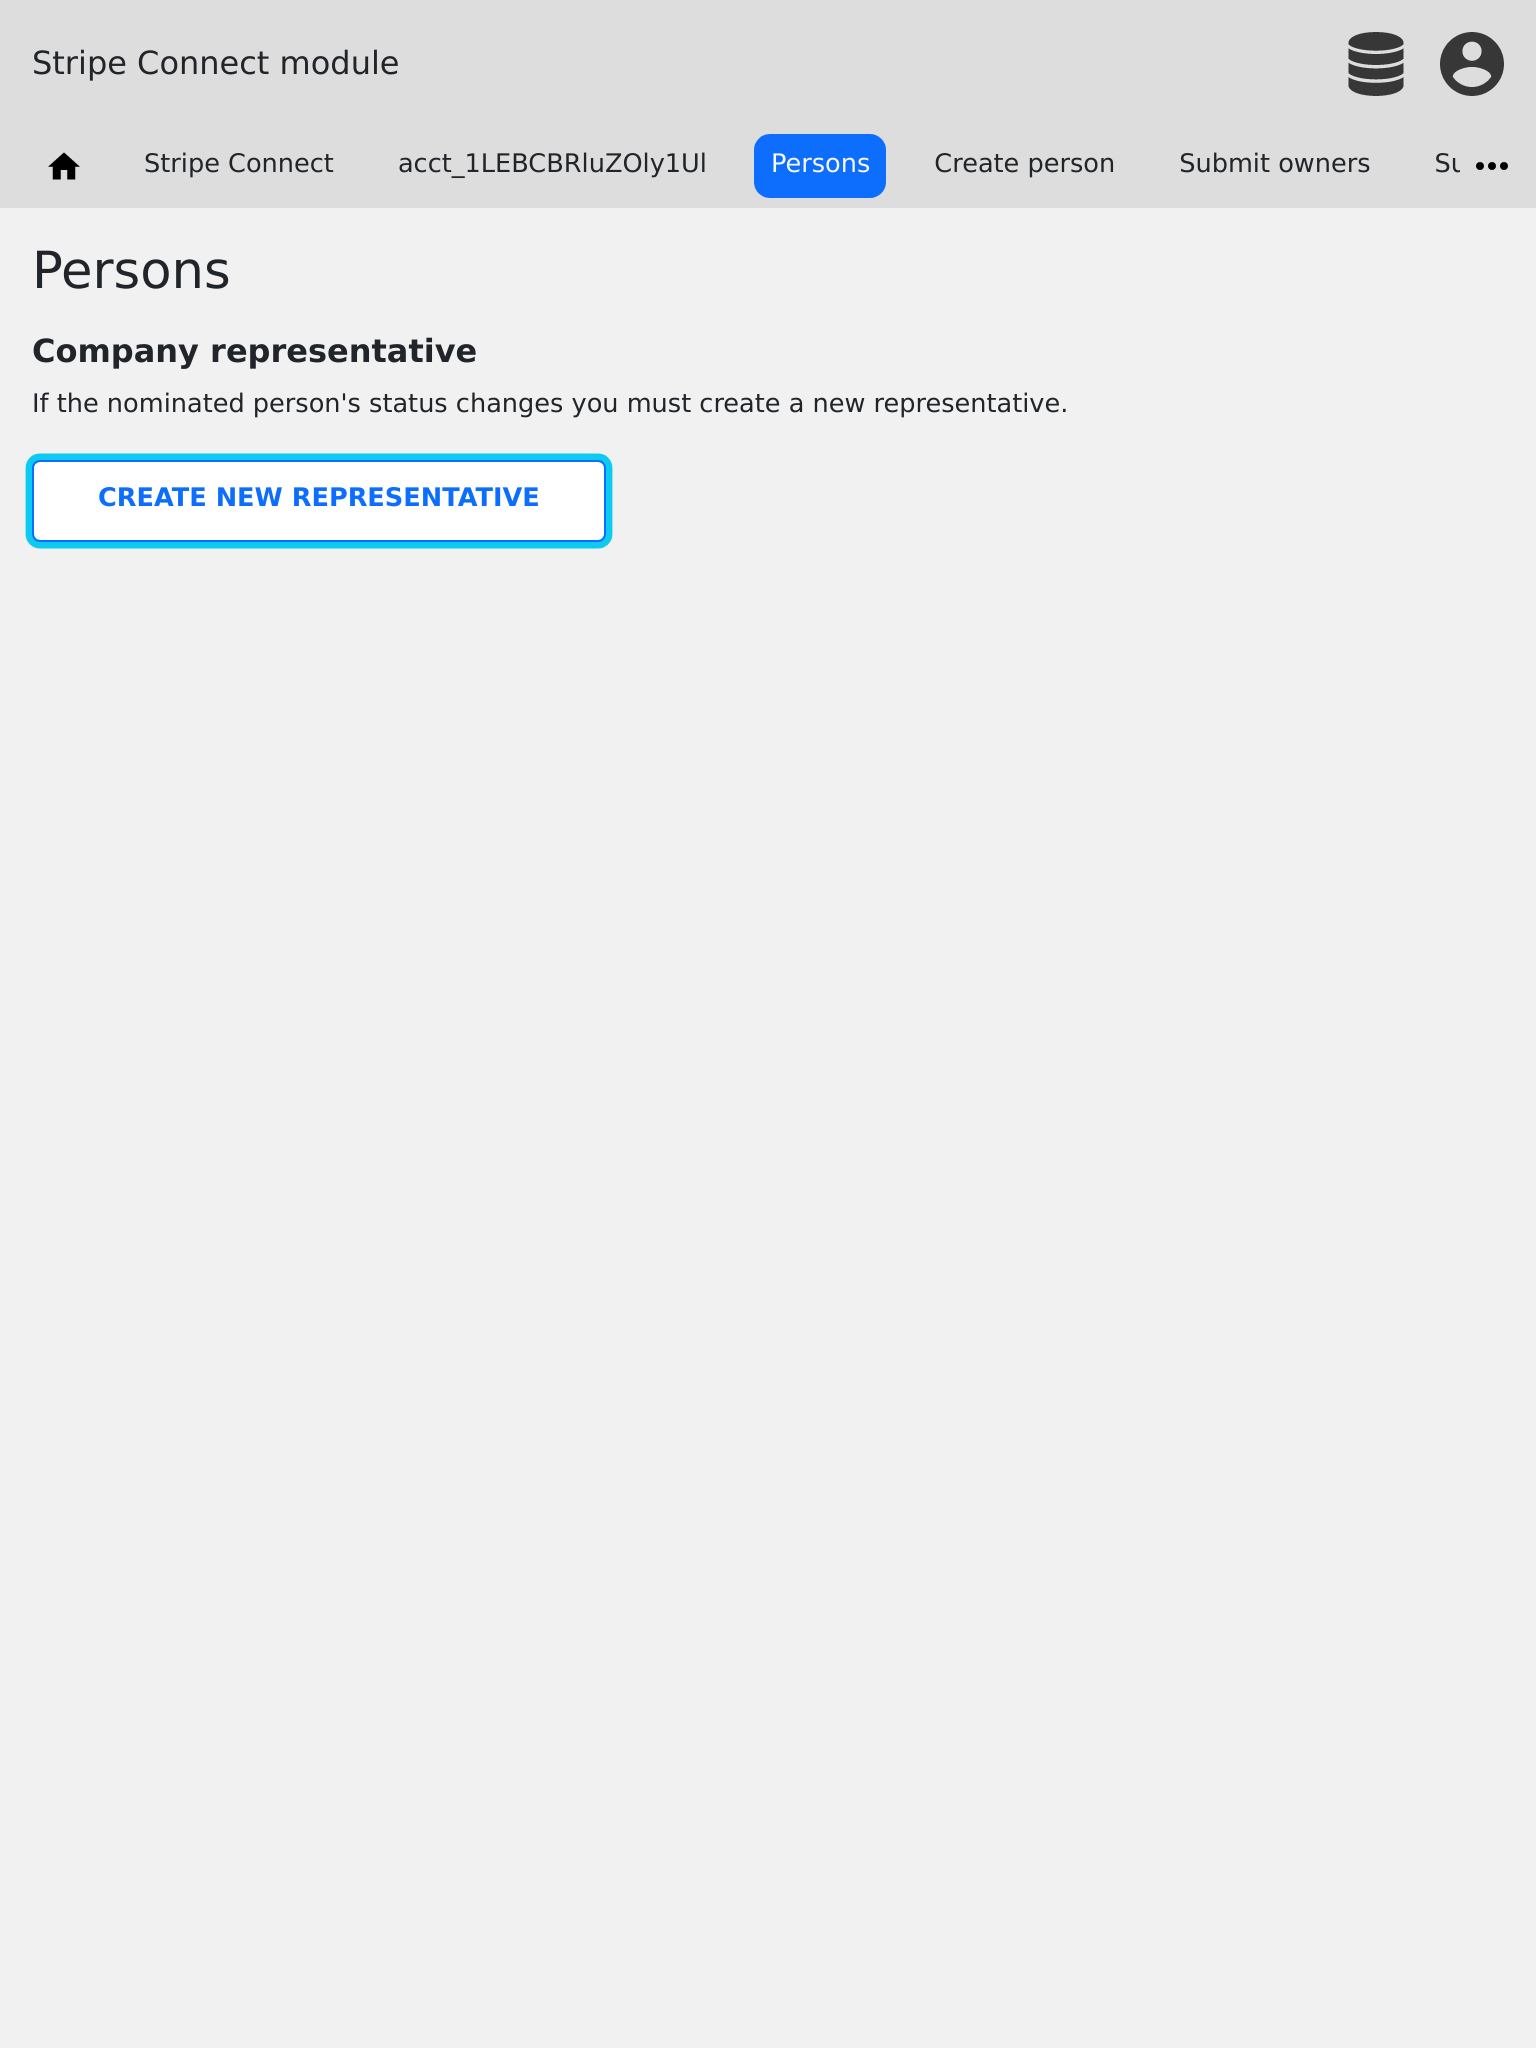 Stripe Connect module
Stripe Connect acct_1LEBCBRluZOly1Ul Persons Create person Submit owners Su
Persons
Company representative
If the nominated person's status changes you must create a new representative.
CREATE NEW REPRESENTATIVE